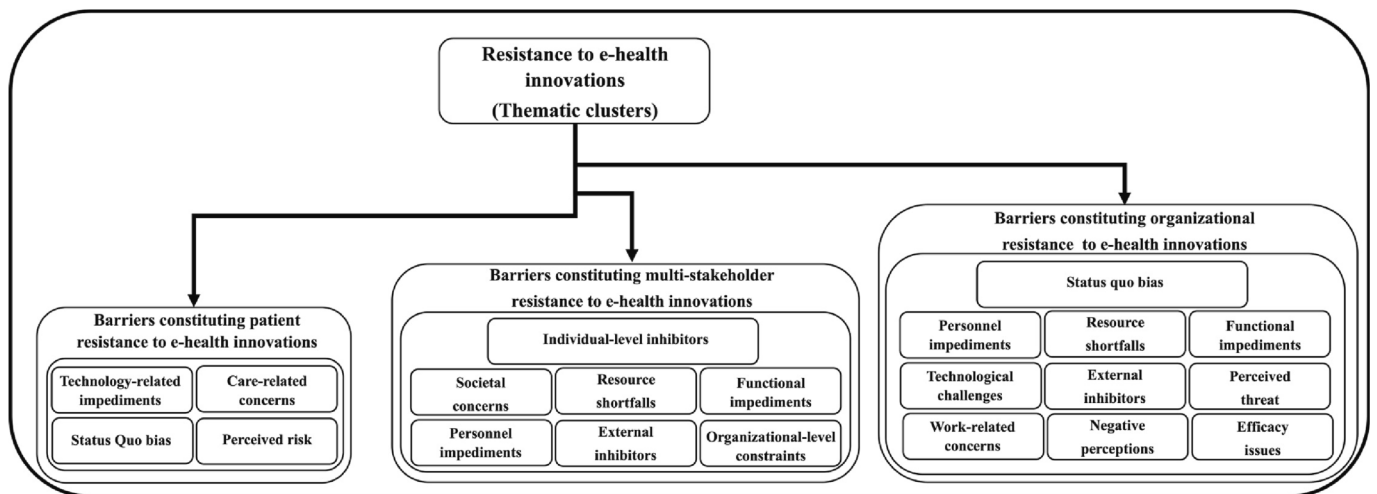 Resistance to e-health
innovations
(Thematic clusters)
Barriers constituting patient
resistance to e-health innovations
Technology-related
impediments
Care-related
concerns
Status Quo bias
Perceived risk
Barriers constituting multi-stakeholder
resistance to e-health innovations
Individual-level inhibitors
Societal
concerns
Resource
shortfalls
Functional
impediments
Personnel
impediments
External
inhibitors
Organizational-level
constraints
Barriers constituting organizational
resistance to e-health innovations
Status quo bias
Personnel
impediments
Resource
shortfalls
Functional
impediments
Technological
challenges
External
inhibitors
Perceived
threat
Work-related
concerns
Negative
perceptions
Efficacy
issues